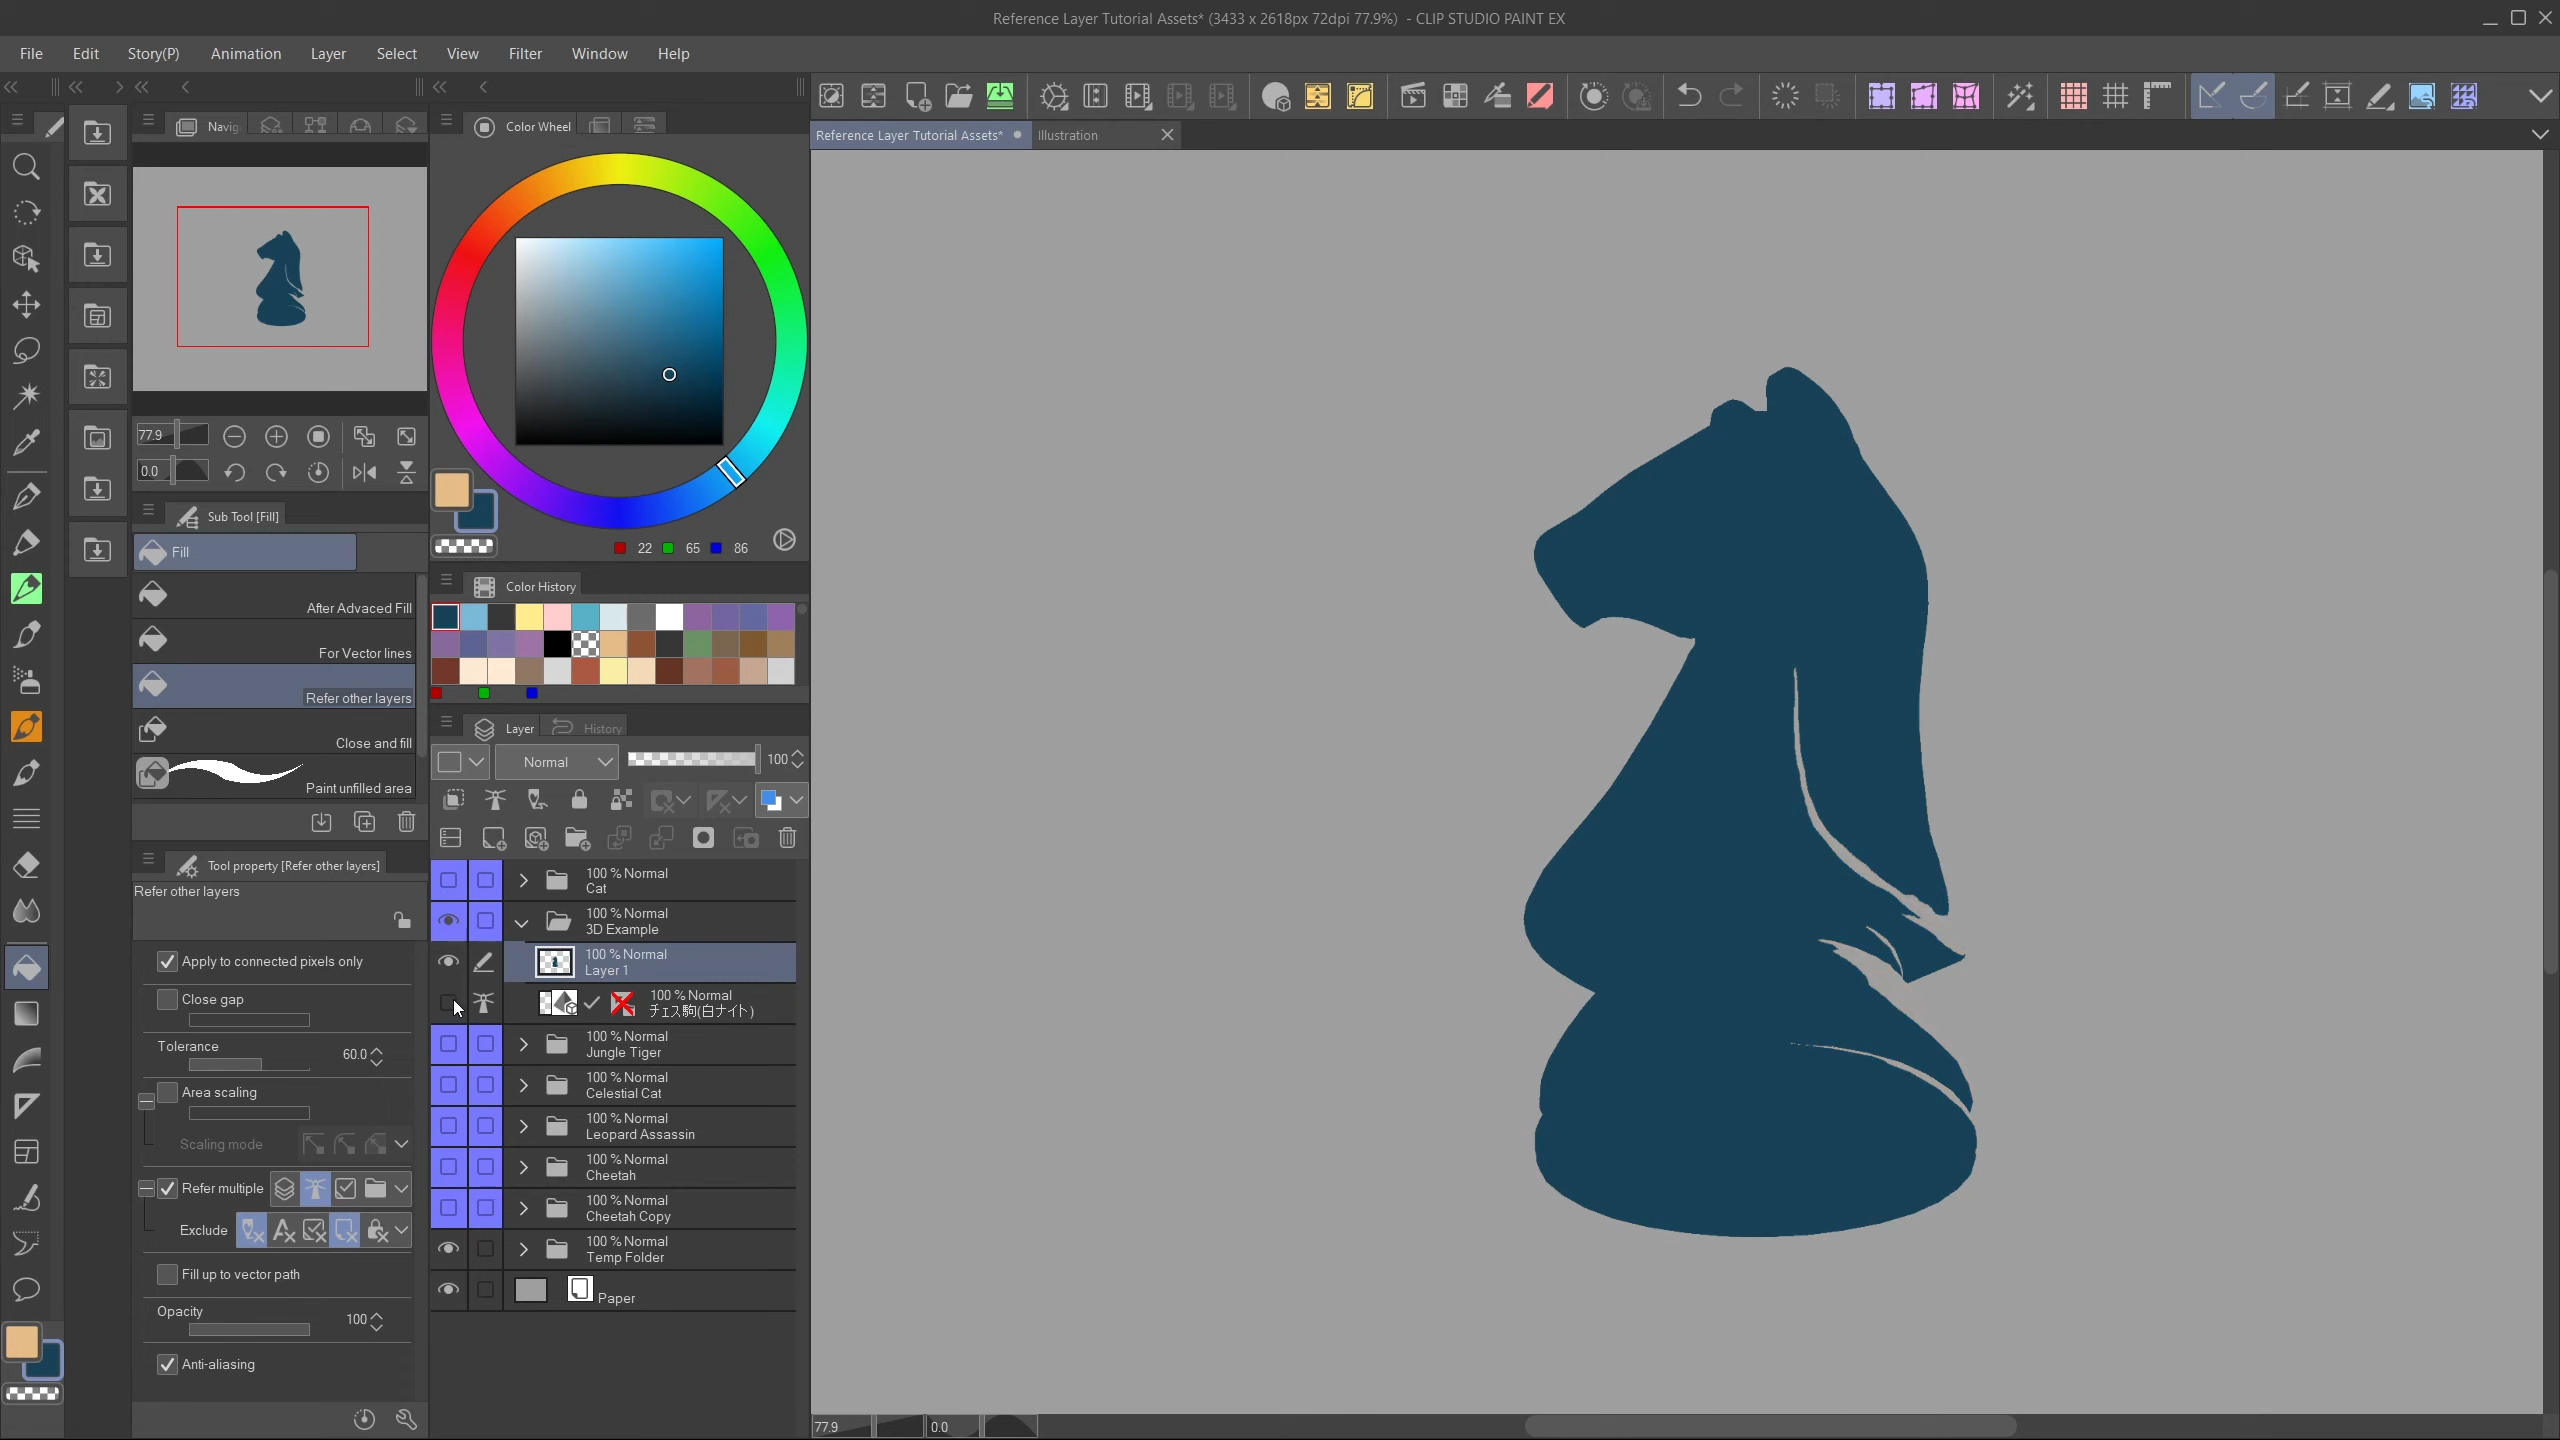 Reference Layer Tutorial Assets* (3433 x 2618px 72dpi 77.9%) - CLIP STUDIO PAINT EX
File Edit Story(P) Animation Layer Select View Filter Window Help
Navig
Color Wheel
Reference Layer Tutorial Assets*
Illustration
77.9
0.0
Sub Tool [Fill]
Fill
After Advaced Fill
For Vector lines
Refer other layers
Close and fill
Paint unfilled area
22 65 86
Color History
Layer
History
Normal
100
Tool property [Refer other layers]
Refer other layers
Apply to connected pixels only
Close gap
Tolerance
60.0
Area scaling
Scaling mode
Refer multiple
Exclude
Fill up to vector path
Opacity
100
Anti-aliasing
100 % Normal
Cat
100 % Normal
3D Example
100 % Normal
Layer 1
100 % Normal
チェス駒(白ナイト)
100 % Normal
Jungle Tiger
100 % Normal
Celestial Cat
100 % Normal
Leopard Assassin
100 % Normal
Cheetah
100 % Normal
Cheetah Copy
100 % Normal
Temp Folder
Paper
77.9
0.0